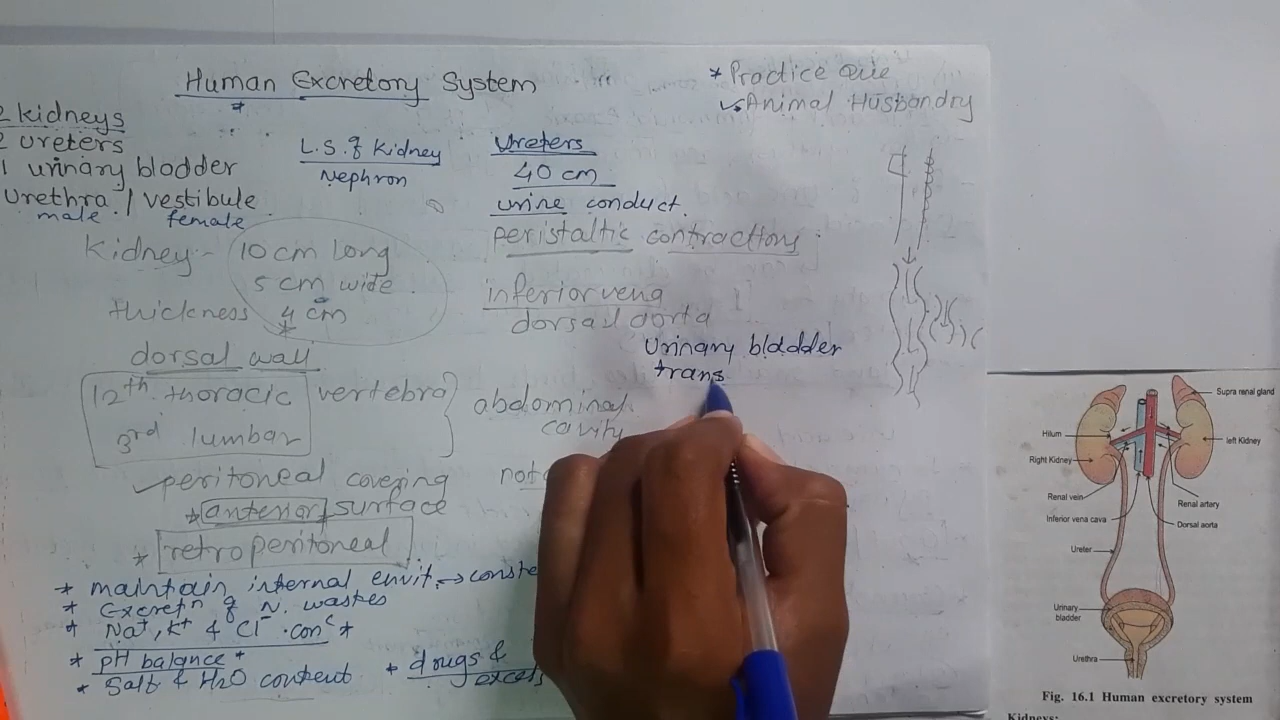 Human Excretory System
* Practice Que
Animal Husbandry
2 kidneys
2 ureters
1 urinary bladder
Urethra / vestibule
male female
L.S. of Kidney
Nephron
Ureters
40 cm
urine conduct.
peristaltic contractions
Kidney - 10 cm long
5 cm wide
thickness 4 cm
inferior vena
dorsal aorta
Urinary bladder
trans
dorsal wall
12th thoracic vertebra
3rd lumbar
abdominal
cavity
peritoneal covering
* anterior surface
* retroperitoneal
not
* maintain internal envit. → conste
* Excretn of N. wastes
* Na+, K+ & Cl- conc *
* pH balance *
* Salt & H2O content
* drugs &
Supra renal gland
Hilum
left Kidney
Right Kidney
Renal vein
Renal artery
Inferior vena cava
Dorsal aorta
Ureter
Urinary
bladder
Urethra
Fig. 16.1 Human excretory system
Kidneys: